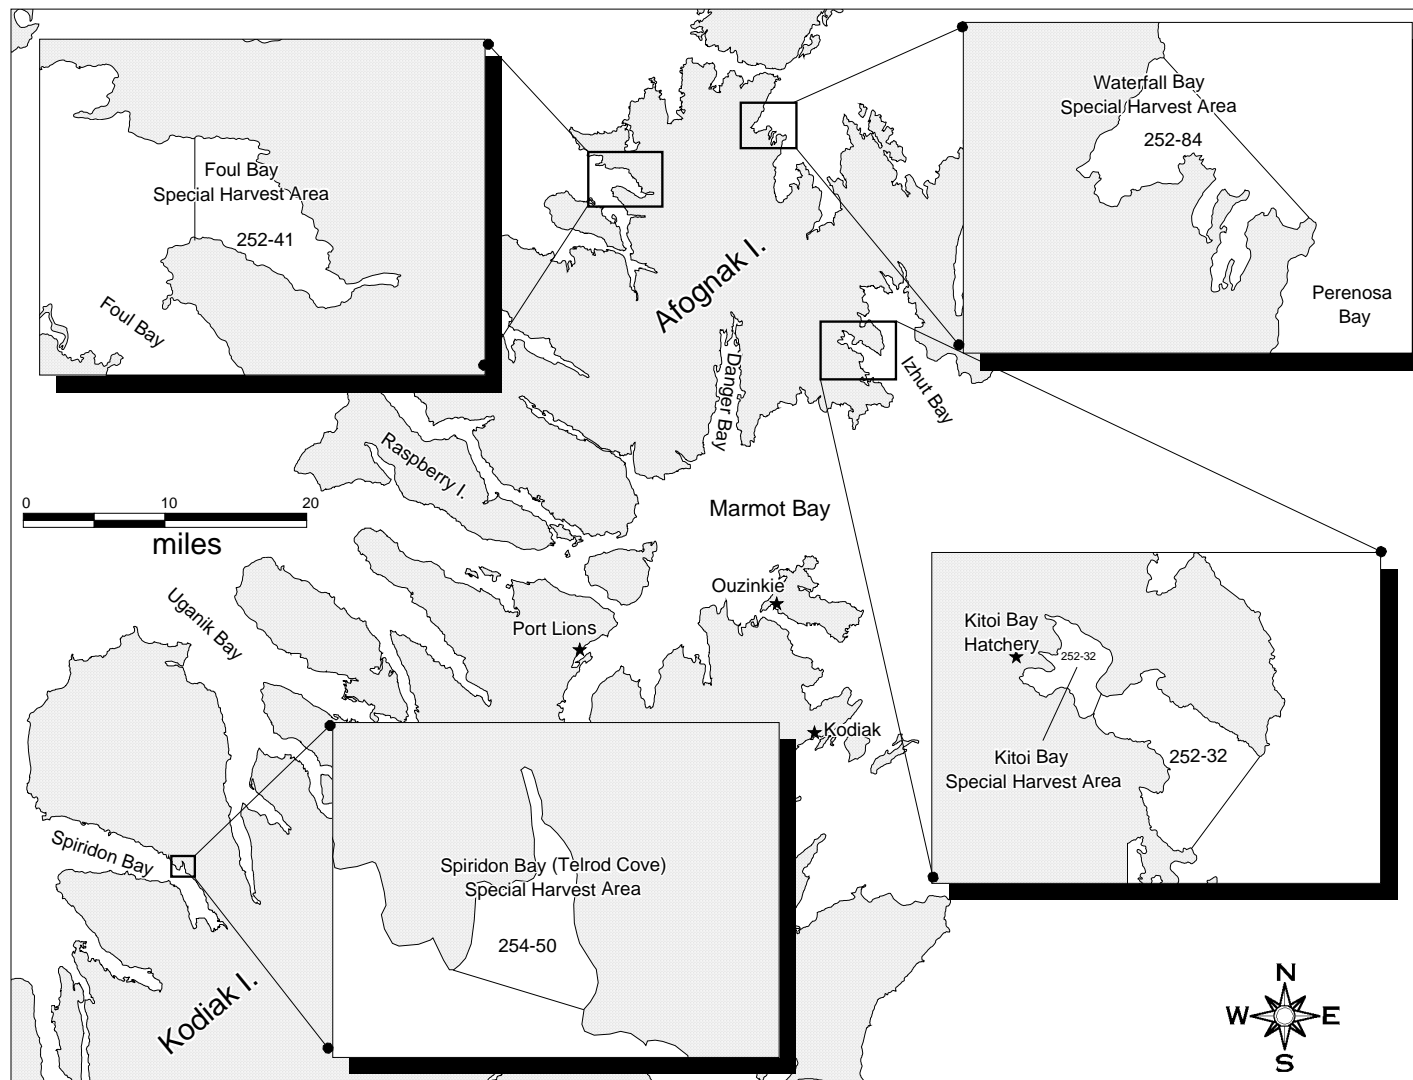 Foul Bay
Special Harvest Area
252-41
Foul Bay
Waterfall Bay
Special Harvest Area
252-84
Perenosa
Bay
Afognak I.
Danger Bay
Izhut Bay
Raspberry I.
0 10 20
miles
Marmot Bay
Ouzinkie
Port Lions
Uganik Bay
Kodiak
Kitoi Bay
Hatchery
252-32
Kitoi Bay
Special Harvest Area
252-32
Spiridon Bay
Spiridon Bay (Telrod Cove)
Special Harvest Area
254-50
Kodiak I.
N
W E
S